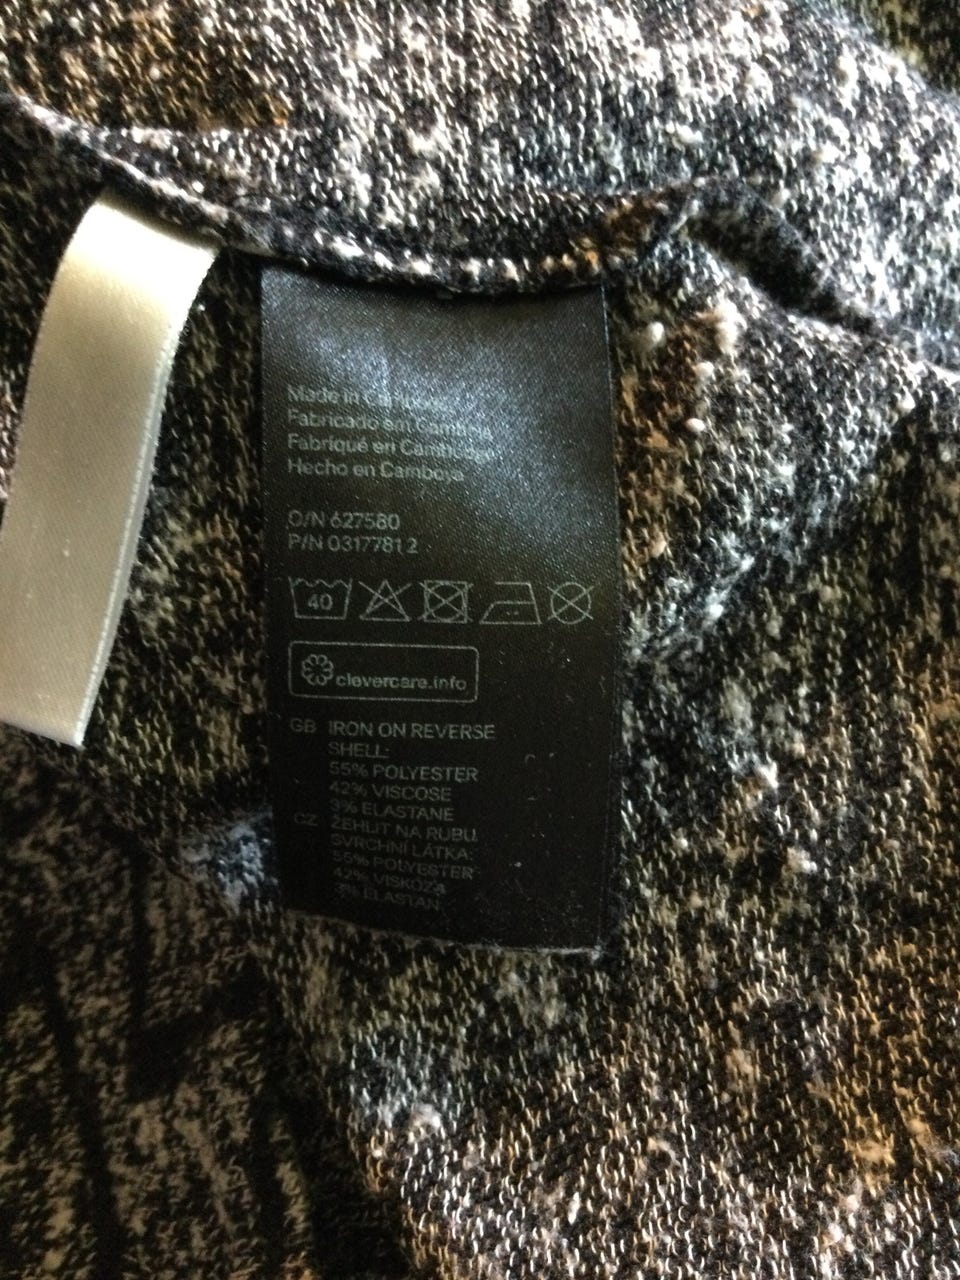 Made in Cambodia
Fabricado em Camboja
Fabriqué en Cambodge
Hecho en Camboya
O/N 627580
P/N 0317781 2
40
clevercare.info
GB IRON ON REVERSE
SHELL:
55% POLYESTER
42% VISCOSE
3% ELASTANE
CZ ŽEHLIT NA RUBU
SVRCHNÍ LÁTKA:
55% POLYESTER
42% VISKÓZA
3% ELASTAN